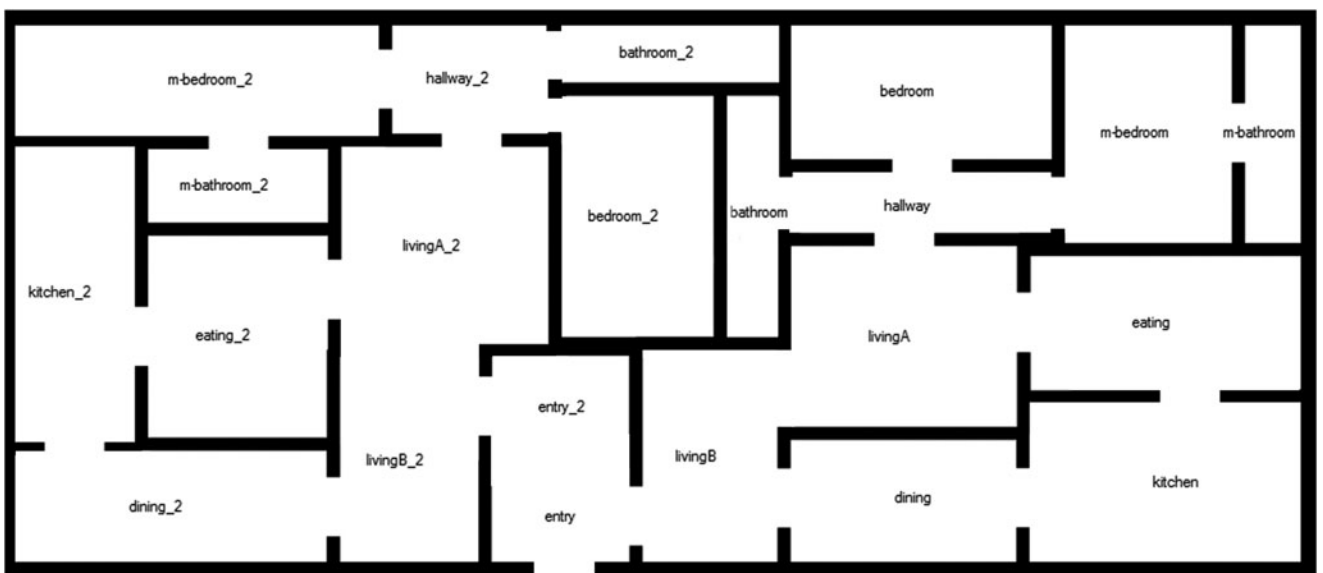 bathroom_2
m-bedroom_2
hallway_2
bedroom
m-bedroom
m-bathroom
m-bathroom_2
bedroom_2
bathroom
hallway
livingA_2
kitchen_2
eating_2
livingA
eating
entry_2
livingB_2
livingB
kitchen
dining_2
entry
dining